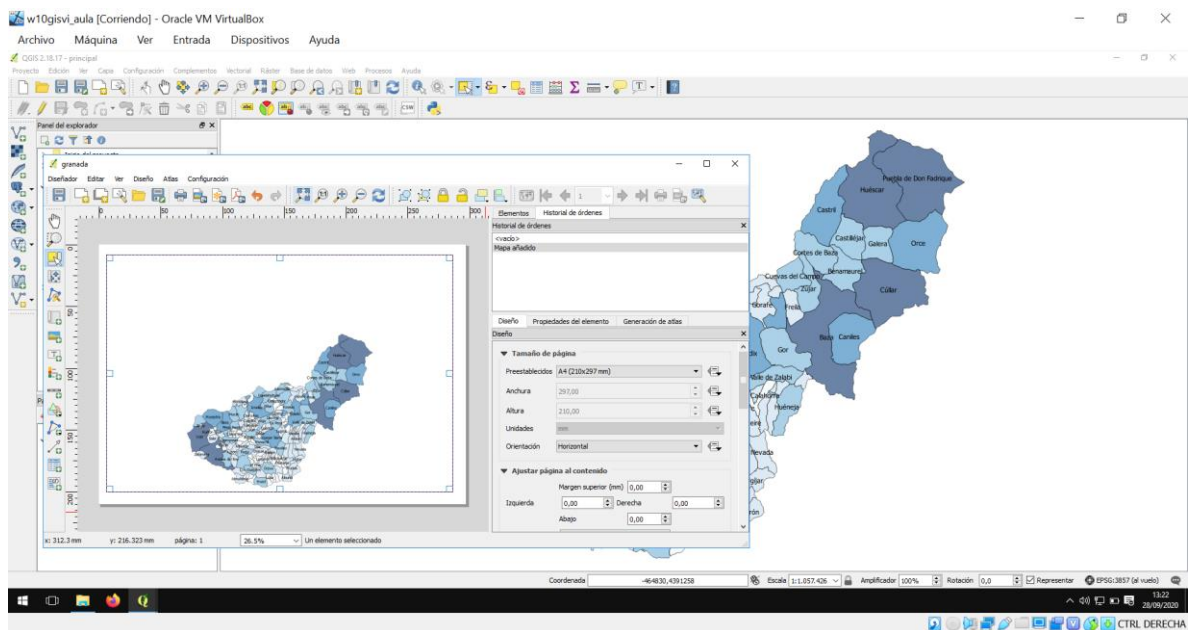 w10gisvi_aula [Corriendo] - Oracle VM VirtualBox
Archivo Máquina Ver Entrada Dispositivos Ayuda
QGIS 2.18.17 - principal
Proyecto Edición Ver Capa Configuración Complementos Vectorial Ráster Base de datos Web Procesos Ayuda
Panel del explorador
granada
Diseñador Editar Ver Diseño Atlas Configuración
0 50 100 150 200 250 300
Elementos Historial de órdenes
Historial de órdenes
<vacío>
Mapa añadido
Diseño Propiedades del elemento Generación de atlas
Diseño
Tamaño de página
Preestablecidos A4 (210x297 mm)
Anchura 297,00
Altura 210,00
Unidades mm
Orientación Horizontal
Ajustar página al contenido
Margen superior (mm) 0,00
Izquierda 0,00 Derecha 0,00
Abajo 0,00
x: 312.3 mm y: 216.323 mm página: 1 26.5% Un elemento seleccionado
Puebla de Don Fadrique
Huéscar
Castril
Castilléjar
Galera
Orce
Cortes de Baza
Benamaurel
Cuevas del Campo
Zújar
Cúllar
Gorafe
Freila
Baza
Caniles
Gor
Valle de Zalabí
Huéneja
Coordenada -464830,4391258 Escala 1:1.057.426 Amplificador 100% Rotación 0,0 Representar EPSG:3857 (al vuelo)
13:22
28/09/2020
CTRL DERECHA